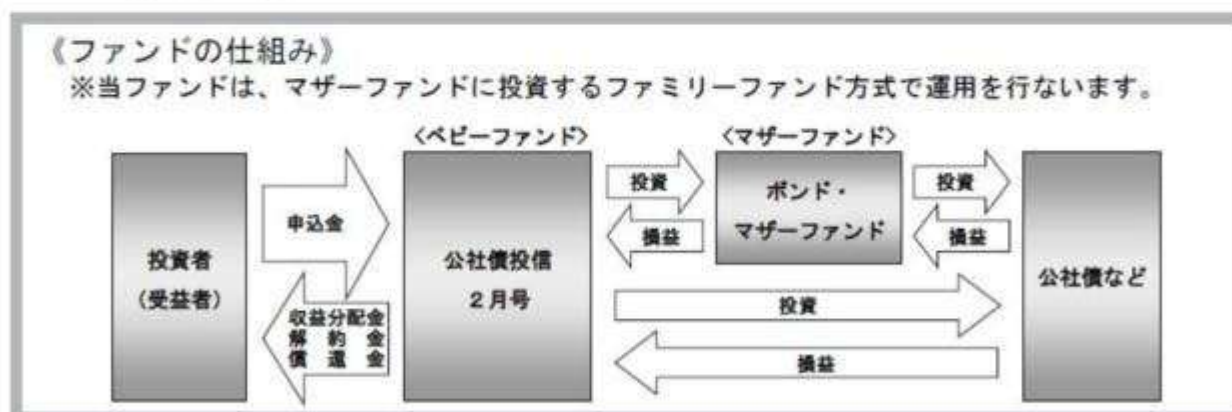 《ファンドの仕組み》
※当ファンドは、マザーファンドに投資するファミリーファンド方式で運用を行ないます。
〈ベビーファンド〉
〈マザーファンド〉
投資者
(受益者)
申込金
収益分配金
解約金
償還金
公社債投信
2月号
投資
損益
ボンド・
マザーファンド
投資
損益
投資
損益
公社債など